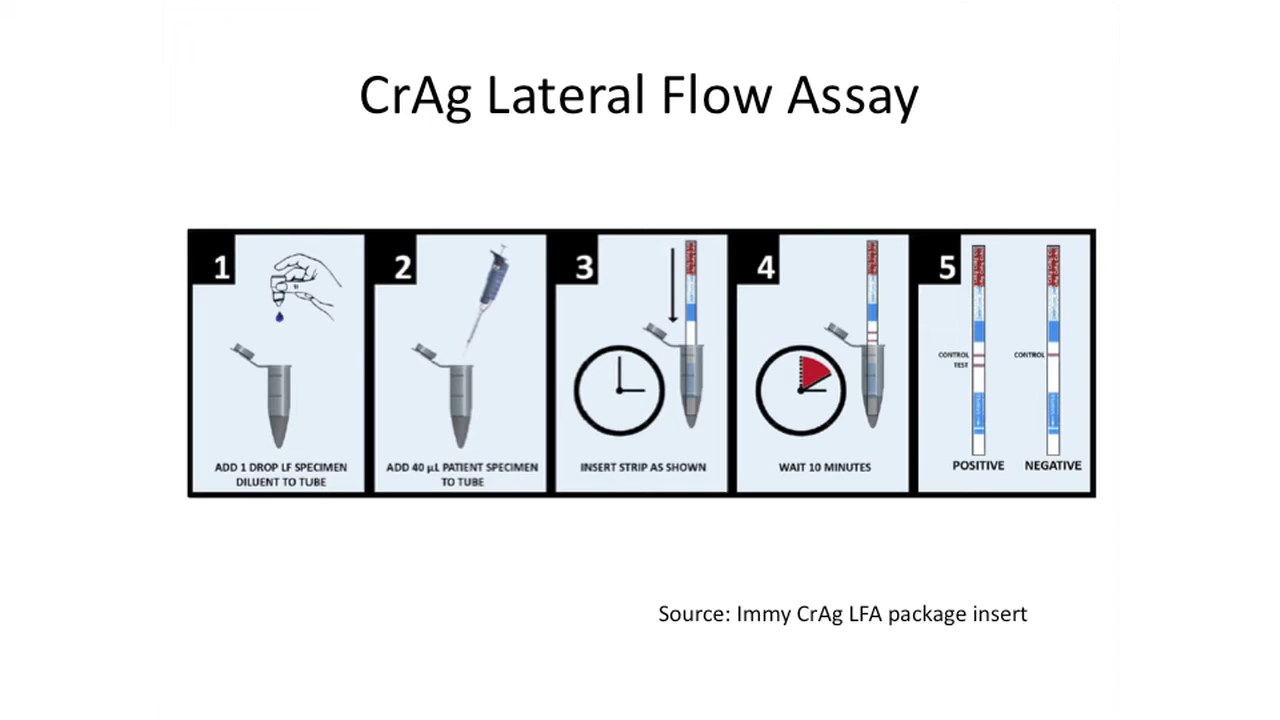 CrAg Lateral Flow Assay
1
ADD 1 DROP LF SPECIMEN
DILUENT TO TUBE
2
ADD 40 µL PATIENT SPECIMEN
TO TUBE
3
INSERT STRIP AS SHOWN
4
WAIT 10 MINUTES
5
CONTROL
TEST
CONTROL
POSITIVE
NEGATIVE
Source: Immy CrAg LFA package insert